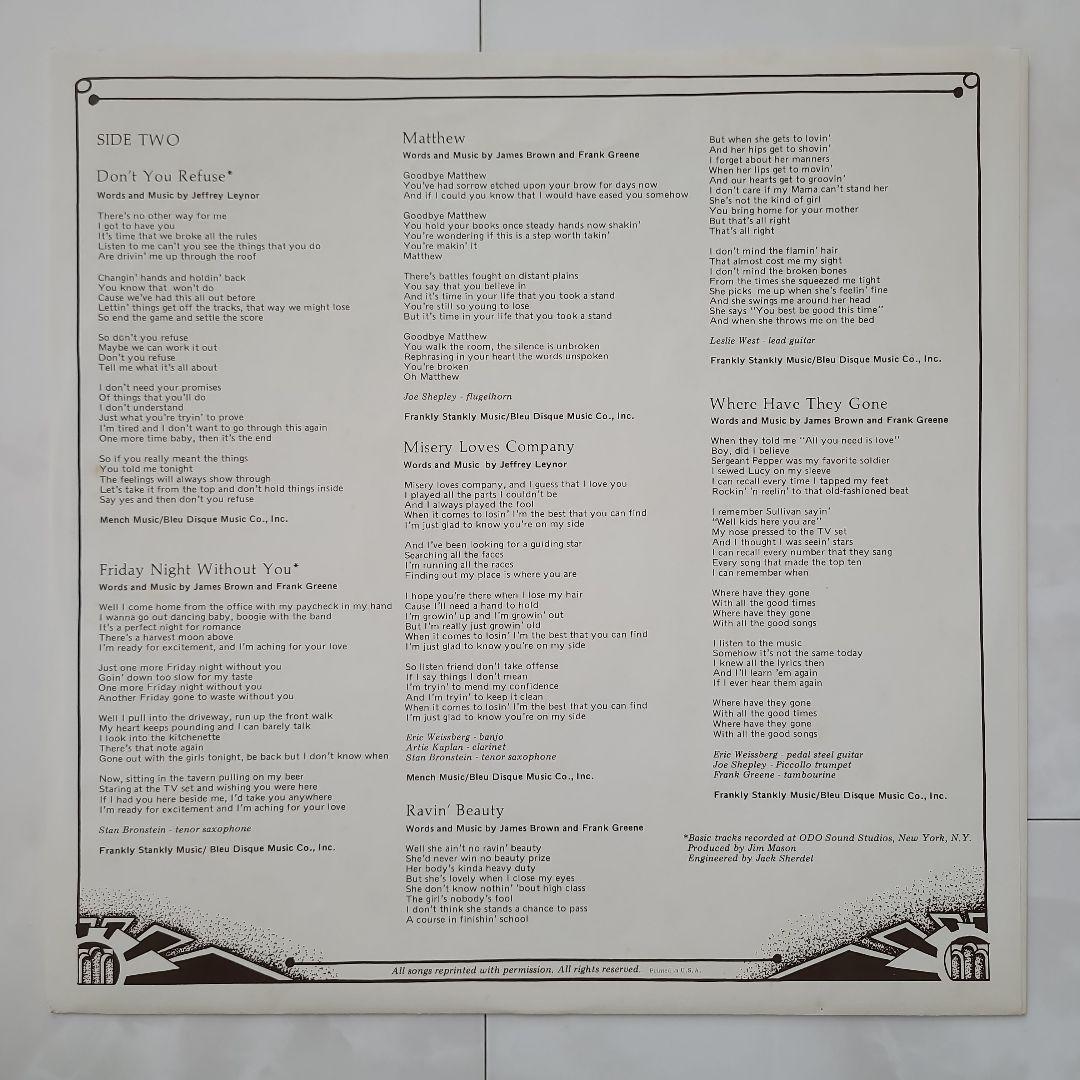 SIDE TWO
Don't You Refuse*
Words and Music by Jeffrey Leynor
There's no other way for me
I got to have you
It's time that we broke all the rules
Listen to me can't you see the things that you do
Are drivin' me up through the roof
Changin' hands and holdin' back
You know that won't do
Cause we've had this all out before
Lettin' things get off the tracks, that way we might lose
So end the game and settle the score
So don't you refuse
Maybe we can work it out
Don't you refuse
Tell me what it's all about
I don't need your promises
Of things that you'll do
I don't understand
Just what you're tryin' to prove
I'm tired and I don't want to go through this again
One more time baby, then it's the end
So if you really meant the things
You told me tonight
The feelings will always show through
Let's take it from the top and don't hold things inside
Say yes and then don't you refuse
Mench Music/Bleu Disque Music Co., Inc.
Friday Night Without You*
Words and Music by James Brown and Frank Greene
Well I come home from the office with my paycheck in my hand
I wanna go out dancing baby, boogie with the band
It's a perfect night for romance
There's a harvest moon above
I'm ready for excitement, and I'm aching for your love
Just one more Friday night without you
Goin' down too slow for my taste
One more Friday night without you
Another Friday gone to waste without you
Well I pull into the driveway, run up the front walk
My heart keeps pounding and I can barely talk
I look into the kitchenette
There's that note again
Gone out with the girls tonight, be back but I don't know when
Now, sitting in the tavern pulling on my beer
Staring at the TV set and wishing you were here
If I had you here beside me, I'd take you anywhere
I'm ready for excitement and I'm aching for your love
Stan Bronstein - tenor saxophone
Frankly Stankly Music/ Bleu Disque Music Co., Inc.
Matthew
Words and Music by James Brown and Frank Greene
Goodbye Matthew
You've had sorrow etched upon your brow for days now
And if I could you know that I would have eased you somehow
Goodbye Matthew
You hold your books once steady hands now shakin'
You're wondering if this is a step worth takin'
You're makin' it
Matthew
There's battles fought on distant plains
You say that you believe in
And it's time in your life that you took a stand
You're still so young to lose
But it's time in your life that you took a stand
Goodbye Matthew
You walk the room, the silence is unbroken
Rephrasing in your heart the words unspoken
You're broken
Oh Matthew
Joe Shepley - flugelhorn
Frankly Stankly Music/Bleu Disque Music Co., Inc.
Misery Loves Company
Words and Music by Jeffrey Leynor
Misery loves company, and I guess that I love you
I played all the parts I couldn't be
And I always played the fool
When it comes to losin' I'm the best that you can find
I'm just glad to know you're on my side
And I've been looking for a guiding star
Searching all the faces
I'm running all the races
Finding out my place is where you are
I hope you're there when I lose my hair
Cause I'll need a hand to hold
I'm growin' up and I'm growin' out
But I'm really just growin' old
When it comes to losin' I'm the best that you can find
I'm just glad to know you're on my side
So listen friend don't take offense
If I say things I don't mean
I'm tryin' to mend my confidence
And I'm tryin' to keep it clean
When it comes to losin' I'm the best that you can find
I'm just glad to know you're on my side
Eric Weissberg - banjo
Artie Kaplan - clarinet
Stan Bronstein - tenor saxophone
Mench Music/Bleu Disque Music Co., Inc.
Ravin' Beauty
Words and Music by James Brown and Frank Greene
Well she ain't no ravin' beauty
She'd never win no beauty prize
Her body's kinda heavy duty
But she's lovely when I close my eyes
She don't know nothin' 'bout high class
The girl's nobody's fool
I don't think she stands a chance to pass
A course in finishin' school
But when she gets to lovin'
And her hips get to shovin'
I forget about her manners
When her lips get to movin'
And our hearts get to groovin'
I don't care if my Mama can't stand her
She's not the kind of girl
You bring home for your mother
But that's all right
That's all right
I don't mind the flamin' hair
That almost cost me my sight
I don't mind the broken bones
From the times she squeezed me tight
She picks me up when she's feelin' fine
And she swings me around her head
She says "You best be good this time"
And when she throws me on the bed
Leslie West - lead guitar
Frankly Stankly Music/Bleu Disque Music Co., Inc.
Where Have They Gone
Words and Music by James Brown and Frank Greene
When they told me "All you need is love"
Boy, did I believe
Sergeant Pepper was my favorite soldier
I sewed Lucy on my sleeve
I can recall every time I tapped my feet
Rockin' 'n reelin' to that old-fashioned beat
I remember Sullivan sayin'
"Well kids here you are"
My nose pressed to the TV set
And I thought I was seein' stars
I can recall every number that they sang
Every song that made the top ten
I can remember when
Where have they gone
With all the good times
Where have they gone
With all the good songs
I listen to the music
Somehow it's not the same today
I knew all the lyrics then
And I'll learn 'em again
If I ever hear them again
Where have they gone
With all the good times
Where have they gone
With all the good songs
Eric Weissberg - pedal steel guitar
Joe Shepley - Piccollo trumpet
Frank Greene - tambourine
Frankly Stankly Music/Bleu Disque Music Co., Inc.
*Basic tracks recorded at ODO Sound Studios, New York, N.Y.
Produced by Jim Mason
Engineered by Jack Sherdel
All songs reprinted with permission. All rights reserved. Printed in U.S.A.